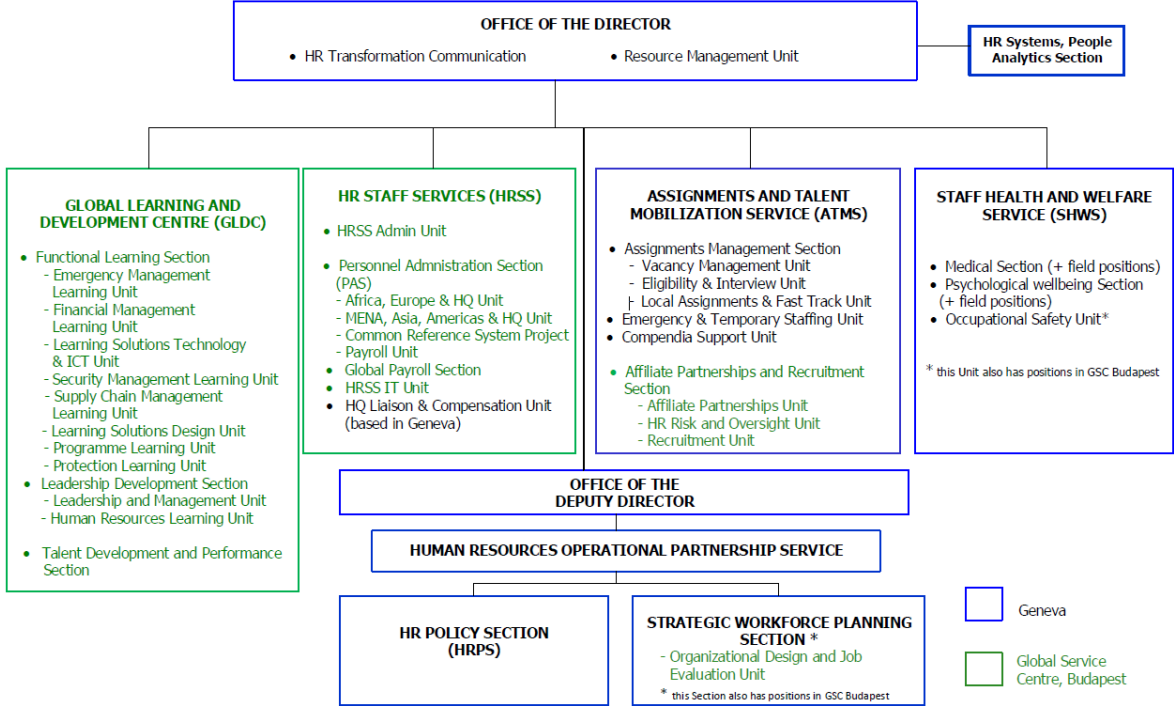 OFFICE OF THE DIRECTOR
• HR Transformation Communication
• Resource Management Unit
HR Systems, People
Analytics Section
GLOBAL LEARNING AND
DEVELOPMENT CENTRE (GLDC)
• Functional Learning Section
- Emergency Management
Learning Unit
- Financial Management
Learning Unit
- Learning Solutions Technology
& ICT Unit
- Security Management Learning Unit
- Supply Chain Management
Learning Unit
- Learning Solutions Design Unit
- Programme Learning Unit
- Protection Learning Unit
• Leadership Development Section
- Leadership and Management Unit
- Human Resources Learning Unit
• Talent Development and Performance
Section
HR STAFF SERVICES (HRSS)
• HRSS Admin Unit
• Personnel Admnistration Section
(PAS)
- Africa, Europe & HQ Unit
- MENA, Asia, Americas & HQ Unit
- Common Reference System Project
- Payroll Unit
• Global Payroll Section
• HRSS IT Unit
• HQ Liaison & Compensation Unit
(based in Geneva)
ASSIGNMENTS AND TALENT
MOBILIZATION SERVICE (ATMS)
• Assignments Management Section
- Vacancy Management Unit
- Eligibility & Interview Unit
- Local Assignments & Fast Track Unit
• Emergency & Temporary Staffing Unit
• Compendia Support Unit
• Affiliate Partnerships and Recruitment
Section
- Affiliate Partnerships Unit
- HR Risk and Oversight Unit
- Recruitment Unit
STAFF HEALTH AND WELFARE
SERVICE (SHWS)
• Medical Section (+ field positions)
• Psychological wellbeing Section
(+ field positions)
• Occupational Safety Unit*
* this Unit also has positions in GSC Budapest
OFFICE OF THE
DEPUTY DIRECTOR
HUMAN RESOURCES OPERATIONAL PARTNERSHIP SERVICE
HR POLICY SECTION
(HRPS)
STRATEGIC WORKFORCE PLANNING
SECTION *
- Organizational Design and Job
Evaluation Unit
* this Section also has positions in GSC Budapest
Geneva
Global Service
Centre, Budapest